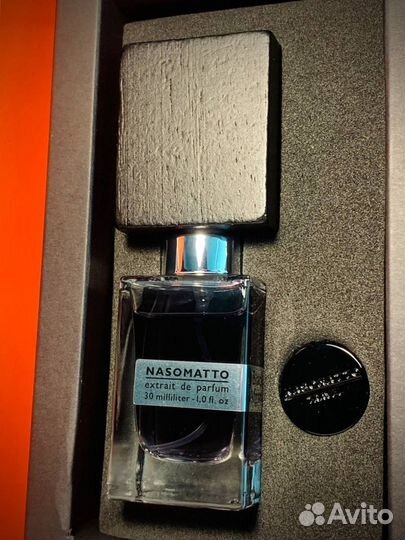 NASOMATTO
extrait de parfum
30 milliliter - 1.0 fl. oz
Avito